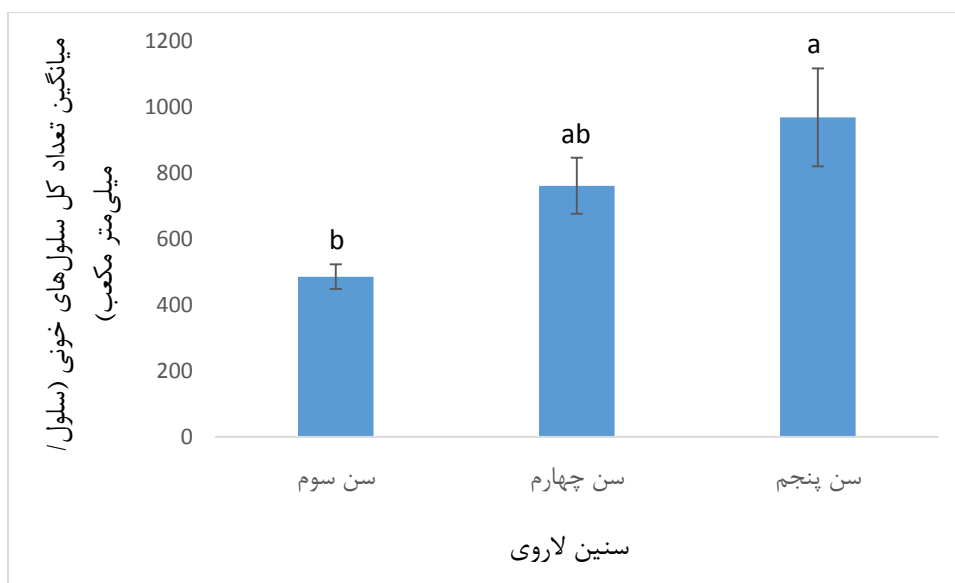 میانگین تعداد کل سلول‌های خونی (سلول/
میلی‌متر مکعب)
1200
1000
800
600
400
200
0
b
ab
a
سن سوم
سن چهارم
سن پنجم
سنین لاروی